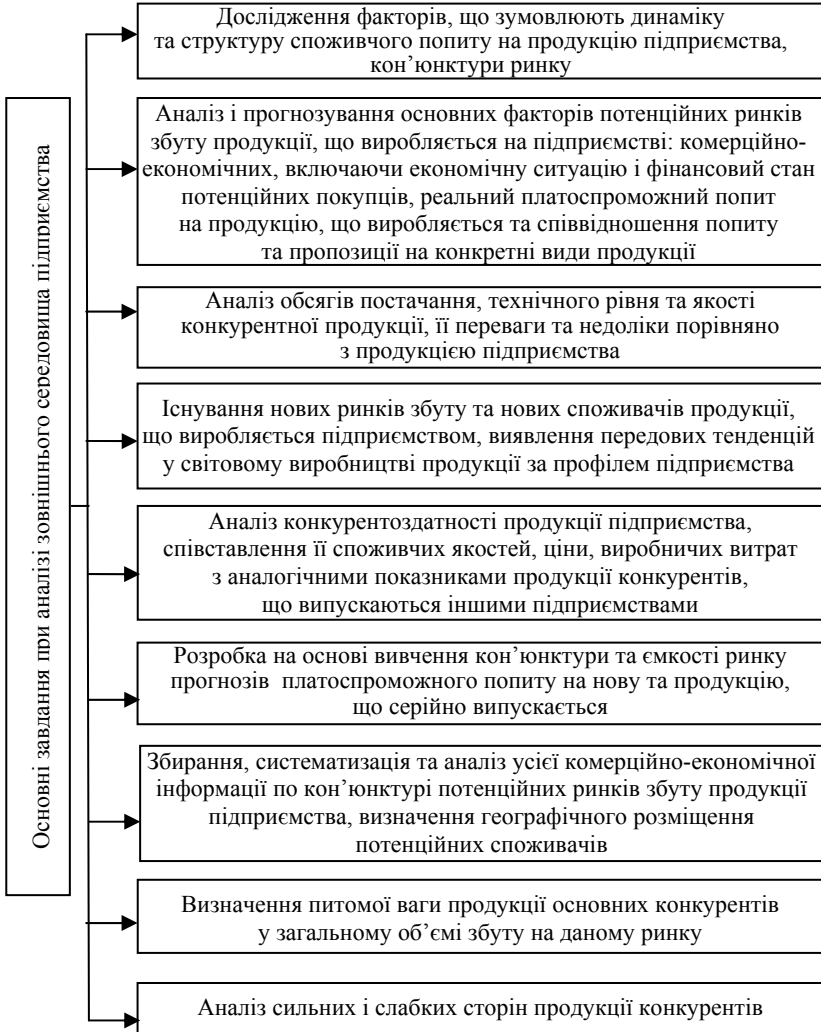 Основні завдання при аналізі зовнішнього середовища підприємства
Дослідження факторів, що зумовлюють динаміку
та структуру споживчого попиту на продукцію підприємства,
кон’юнктури ринку
Аналіз і прогнозування основних факторів потенційних ринків
збуту продукції, що виробляється на підприємстві: комерційно-
економічних, включаючи економічну ситуацію і фінансовий стан
потенційних покупців, реальний платоспроможний попит
на продукцію, що виробляється та співвідношення попиту
та пропозиції на конкретні види продукції
Аналіз обсягів постачання, технічного рівня та якості
конкурентної продукції, її переваги та недоліки порівняно
з продукцією підприємства
Існування нових ринків збуту та нових споживачів продукції,
що виробляється підприємством, виявлення передових тенденцій
у світовому виробництві продукції за профілем підприємства
Аналіз конкурентоздатності продукції підприємства,
співставлення її споживчих якостей, ціни, виробничих витрат
з аналогічними показниками продукції конкурентів,
що випускаються іншими підприємствами
Розробка на основі вивчення кон’юнктури та ємкості ринку
прогнозів платоспроможного попиту на нову та продукцію,
що серійно випускається
Збирання, систематизація та аналіз усієї комерційно-економічної
інформації по кон’юнктурі потенційних ринків збуту продукції
підприємства, визначення географічного розміщення
потенційних споживачів
Визначення питомої ваги продукції основних конкурентів
у загальному об’ємі збуту на даному ринку
Аналіз сильних і слабких сторін продукції конкурентів